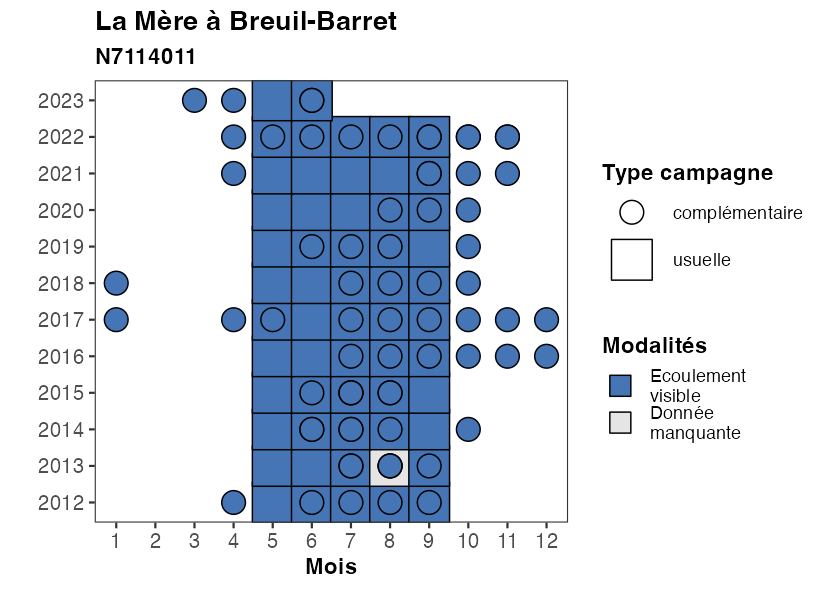 La Mère à Breuil-Barret
N7114011
2023
2022
2021
2020
2019
2018
2017
2016
2015
2014
2013
2012
1 2 3 4 5 6 7 8 9 10 11 12
Mois
Type campagne
complémentaire
usuelle
Modalités
Ecoulement
visible
Donnée
manquante